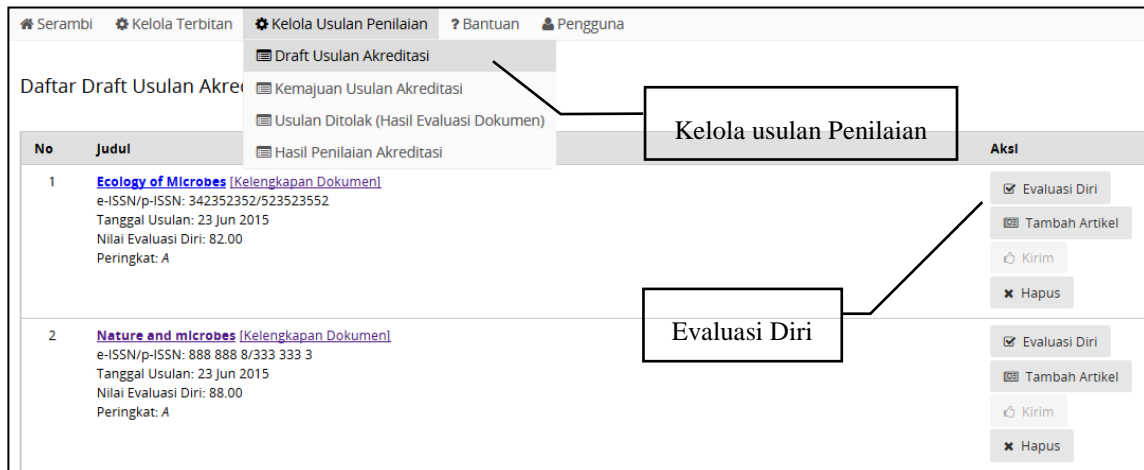 Serambi Kelola Terbitan Kelola Usulan Penilaian ? Bantuan Pengguna
Draft Usulan Akreditasi
Kemajuan Usulan Akreditasi
Usulan Ditolak (Hasil Evaluasi Dokumen)
Hasil Penilaian Akreditasi
Daftar Draft Usulan Akre
Kelola usulan Penilaian
No Judul Aksi
1 Ecology of Microbes [Kelengkapan Dokumen]
e-ISSN/p-ISSN: 342352352/523523552
Tanggal Usulan: 23 Jun 2015
Nilai Evaluasi Diri: 82.00
Peringkat: A
Evaluasi Diri
Tambah Artikel
Kirim
Hapus
Evaluasi Diri
2 Nature and microbes [Kelengkapan Dokumen]
e-ISSN/p-ISSN: 888 888 8/333 333 3
Tanggal Usulan: 23 Jun 2015
Nilai Evaluasi Diri: 88.00
Peringkat: A
Evaluasi Diri
Tambah Artikel
Kirim
Hapus